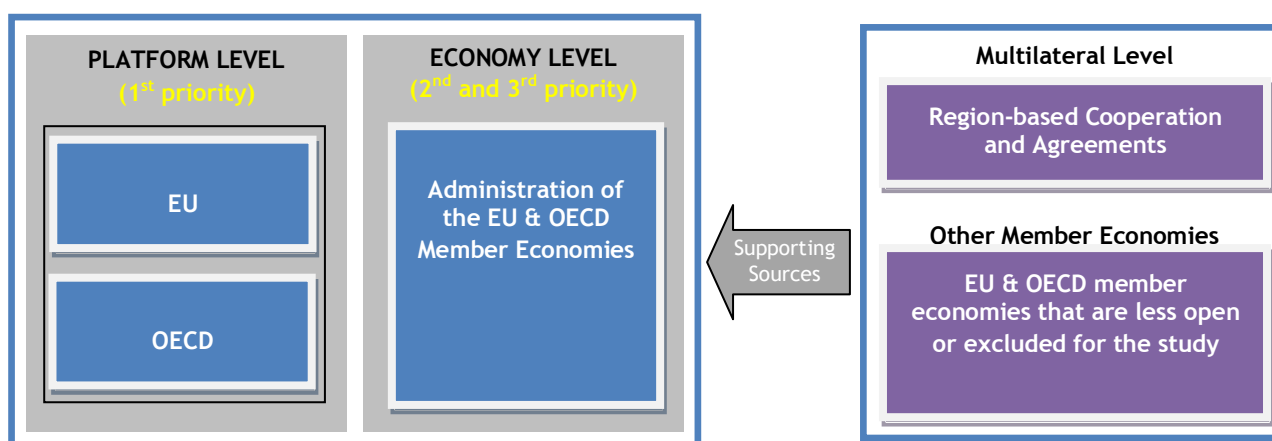 PLATFORM LEVEL
(1st priority)
EU
OECD
ECONOMY LEVEL
(2nd and 3rd priority)
Administration of
the EU & OECD
Member Economies
Supporting
Sources
Multilateral Level
Region-based Cooperation
and Agreements
Other Member Economies
EU & OECD member
economies that are less open
or excluded for the study